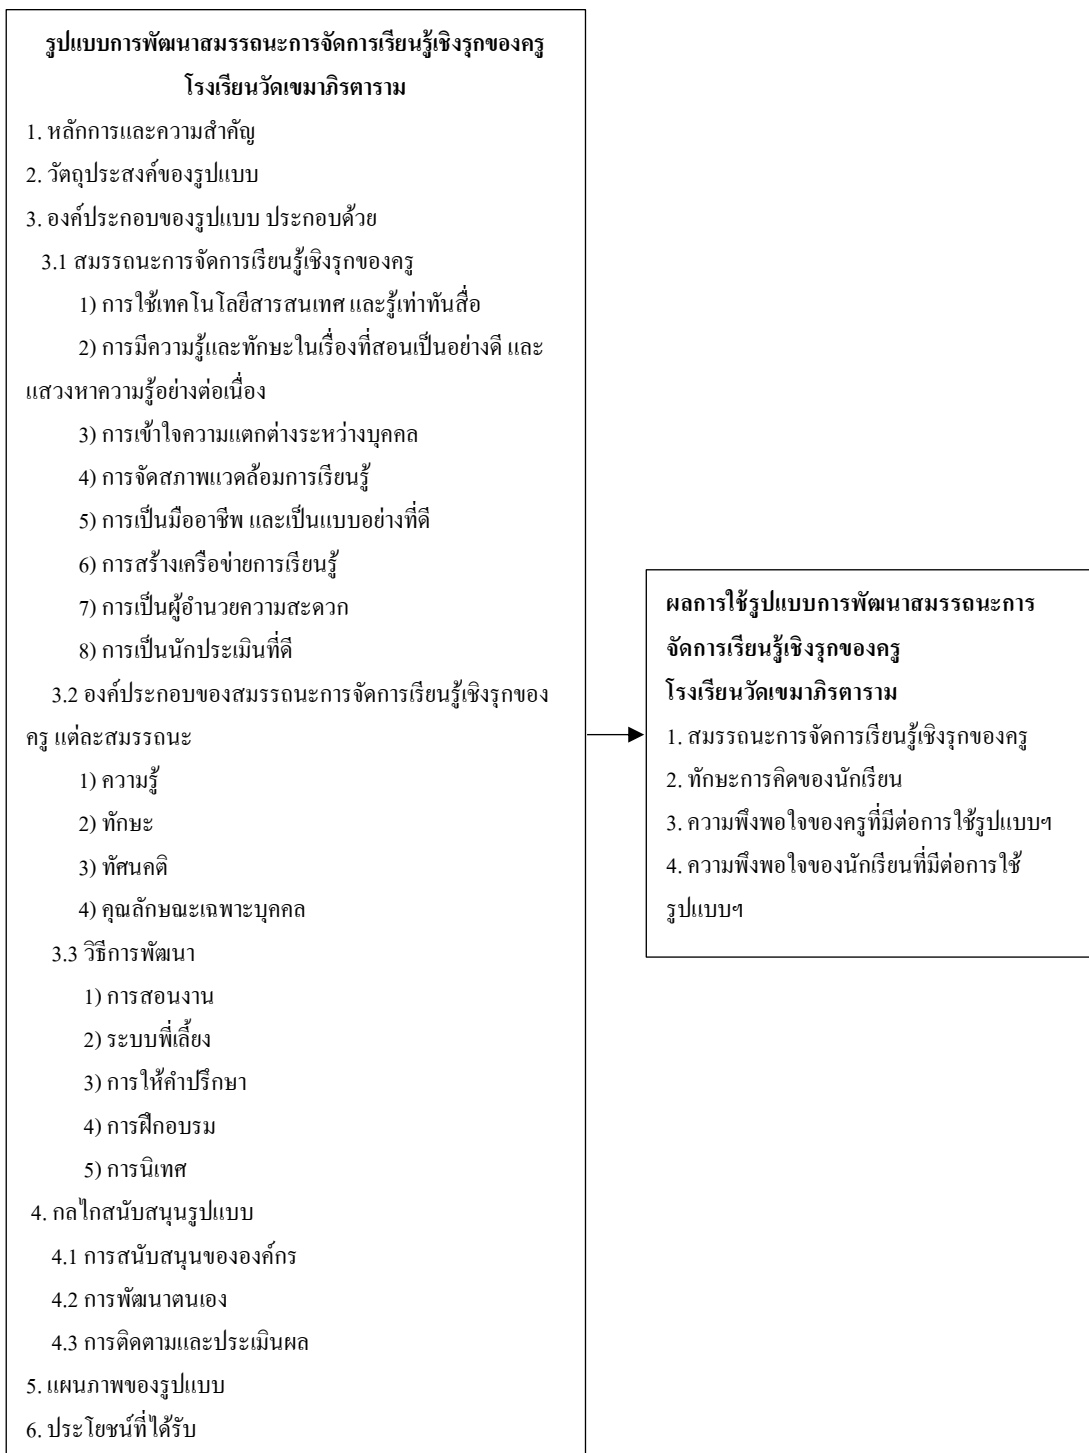 รูปแบบการพัฒนาสมรรถนะการจัดการเรียนรู้เชิงรุกของครู
โรงเรียนวัดเขมาภิรตาราม
1. หลักการและความสำคัญ
2. วัตถุประสงค์ของรูปแบบ
3. องค์ประกอบของรูปแบบ ประกอบด้วย
3.1 สมรรถนะการจัดการเรียนรู้เชิงรุกของครู
1) การใช้เทคโนโลยีสารสนเทศ และรู้เท่าทันสื่อ
2) การมีความรู้และทักษะในเรื่องที่สอนเป็นอย่างดี และ
แสวงหาความรู้อย่างต่อเนื่อง
3) การเข้าใจความแตกต่างระหว่างบุคคล
4) การจัดสภาพแวดล้อมการเรียนรู้
5) การเป็นมืออาชีพ และเป็นแบบอย่างที่ดี
6) การสร้างเครือข่ายการเรียนรู้
7) การเป็นผู้อำนวยความสะดวก
8) การเป็นนักประเมินที่ดี
3.2 องค์ประกอบของสมรรถนะการจัดการเรียนรู้เชิงรุกของ
ครู แต่ละสมรรถนะ
1) ความรู้
2) ทักษะ
3) ทัศนคติ
4) คุณลักษณะเฉพาะบุคคล
3.3 วิธีการพัฒนา
1) การสอนงาน
2) ระบบพี่เลี้ยง
3) การให้คำปรึกษา
4) การฝึกอบรม
5) การนิเทศ
4. กลไกสนับสนุนรูปแบบ
4.1 การสนับสนุนขององค์กร
4.2 การพัฒนาตนเอง
4.3 การติดตามและประเมินผล
5. แผนภาพของรูปแบบ
6. ประโยชน์ที่ได้รับ
ผลการใช้รูปแบบการพัฒนาสมรรถนะการ
จัดการเรียนรู้เชิงรุกของครู
โรงเรียนวัดเขมาภิรตาราม
1. สมรรถนะการจัดการเรียนรู้เชิงรุกของครู
2. ทักษะการคิดของนักเรียน
3. ความพึงพอใจของครูที่มีต่อการใช้รูปแบบฯ
4. ความพึงพอใจของนักเรียนที่มีต่อการใช้
รูปแบบฯ